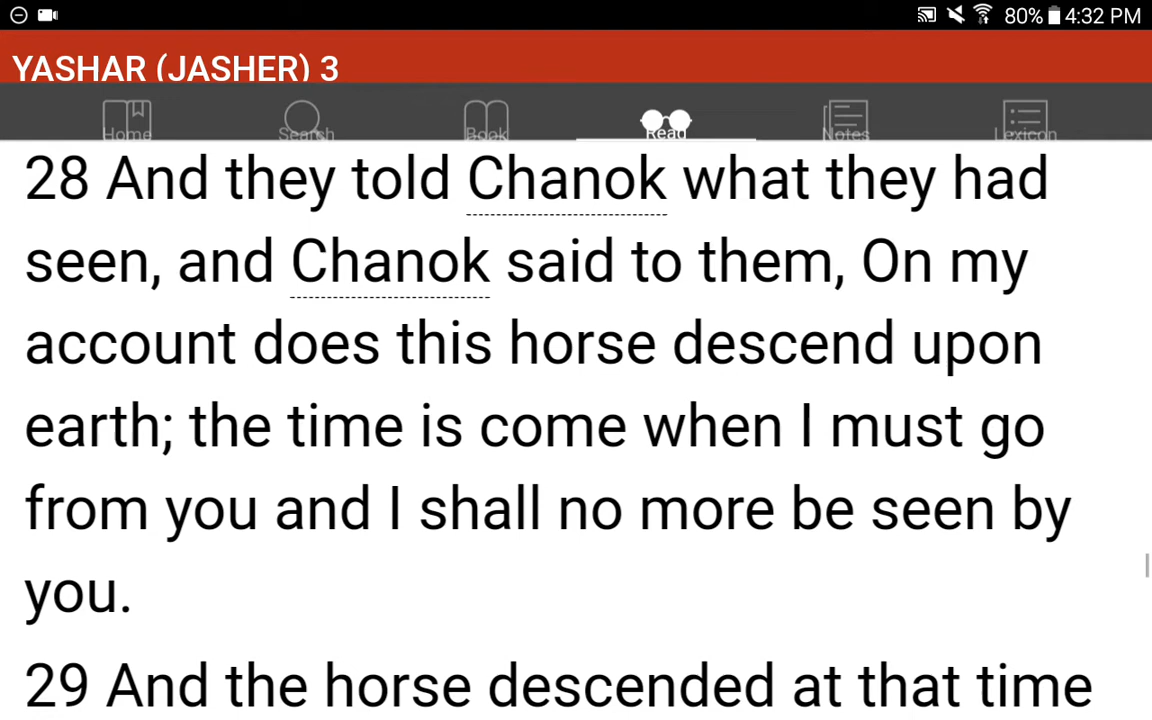 80% 4:32 PM
YASHAR (JASHER) 3
Home Search Book Read Notes Lexicon
28 And they told Chanok what they had
seen, and Chanok said to them, On my
account does this horse descend upon
earth; the time is come when I must go
from you and I shall no more be seen by
you.
29 And the horse descended at that time